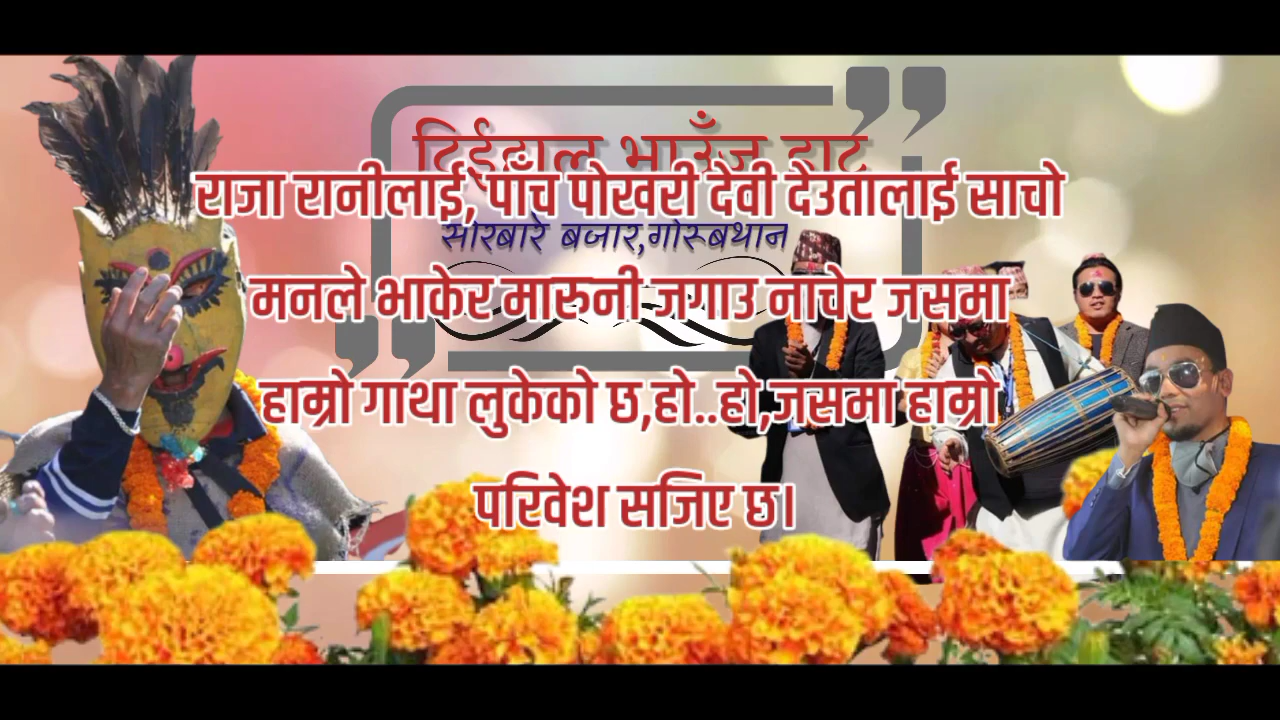 राजा रानीलाई, पाँच पोखरी देवी देउतालाई साचो
सोरबारे बजार,गोरूबथान
मनले भाकेर मारुनी जगाउ नाचेर जसमा
हाम्रो गाथा लुकेको छ,हो..हो,जसमा हाम्रो
परिवेश सजिए छ।